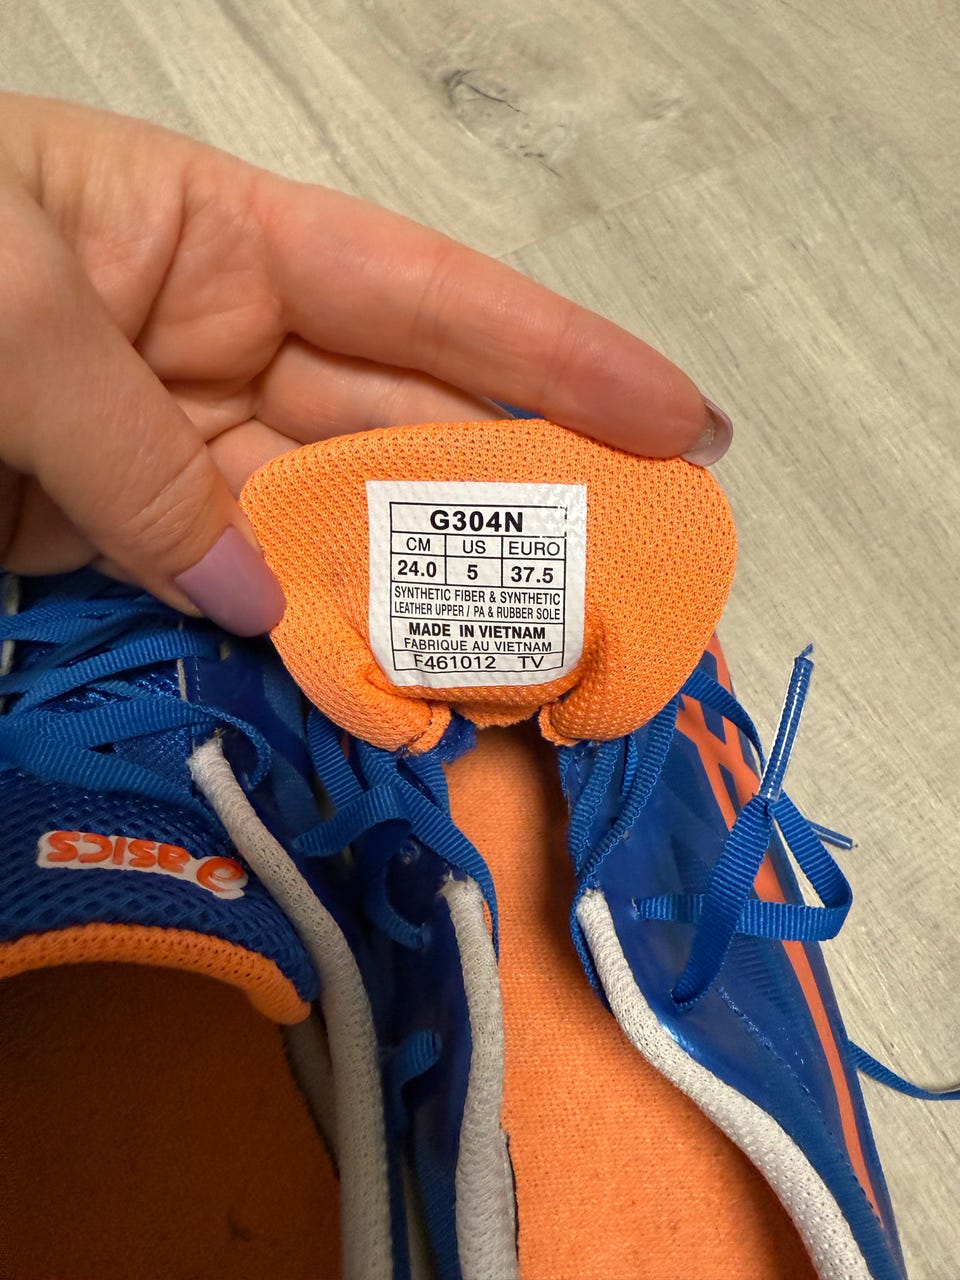 G304N
CM US EURO
24.0 5 37.5
SYNTHETIC FIBER & SYNTHETIC
LEATHER UPPER / PA & RUBBER SOLE
MADE IN VIETNAM
FABRIQUE AU VIETNAM
F461012 TV
asics